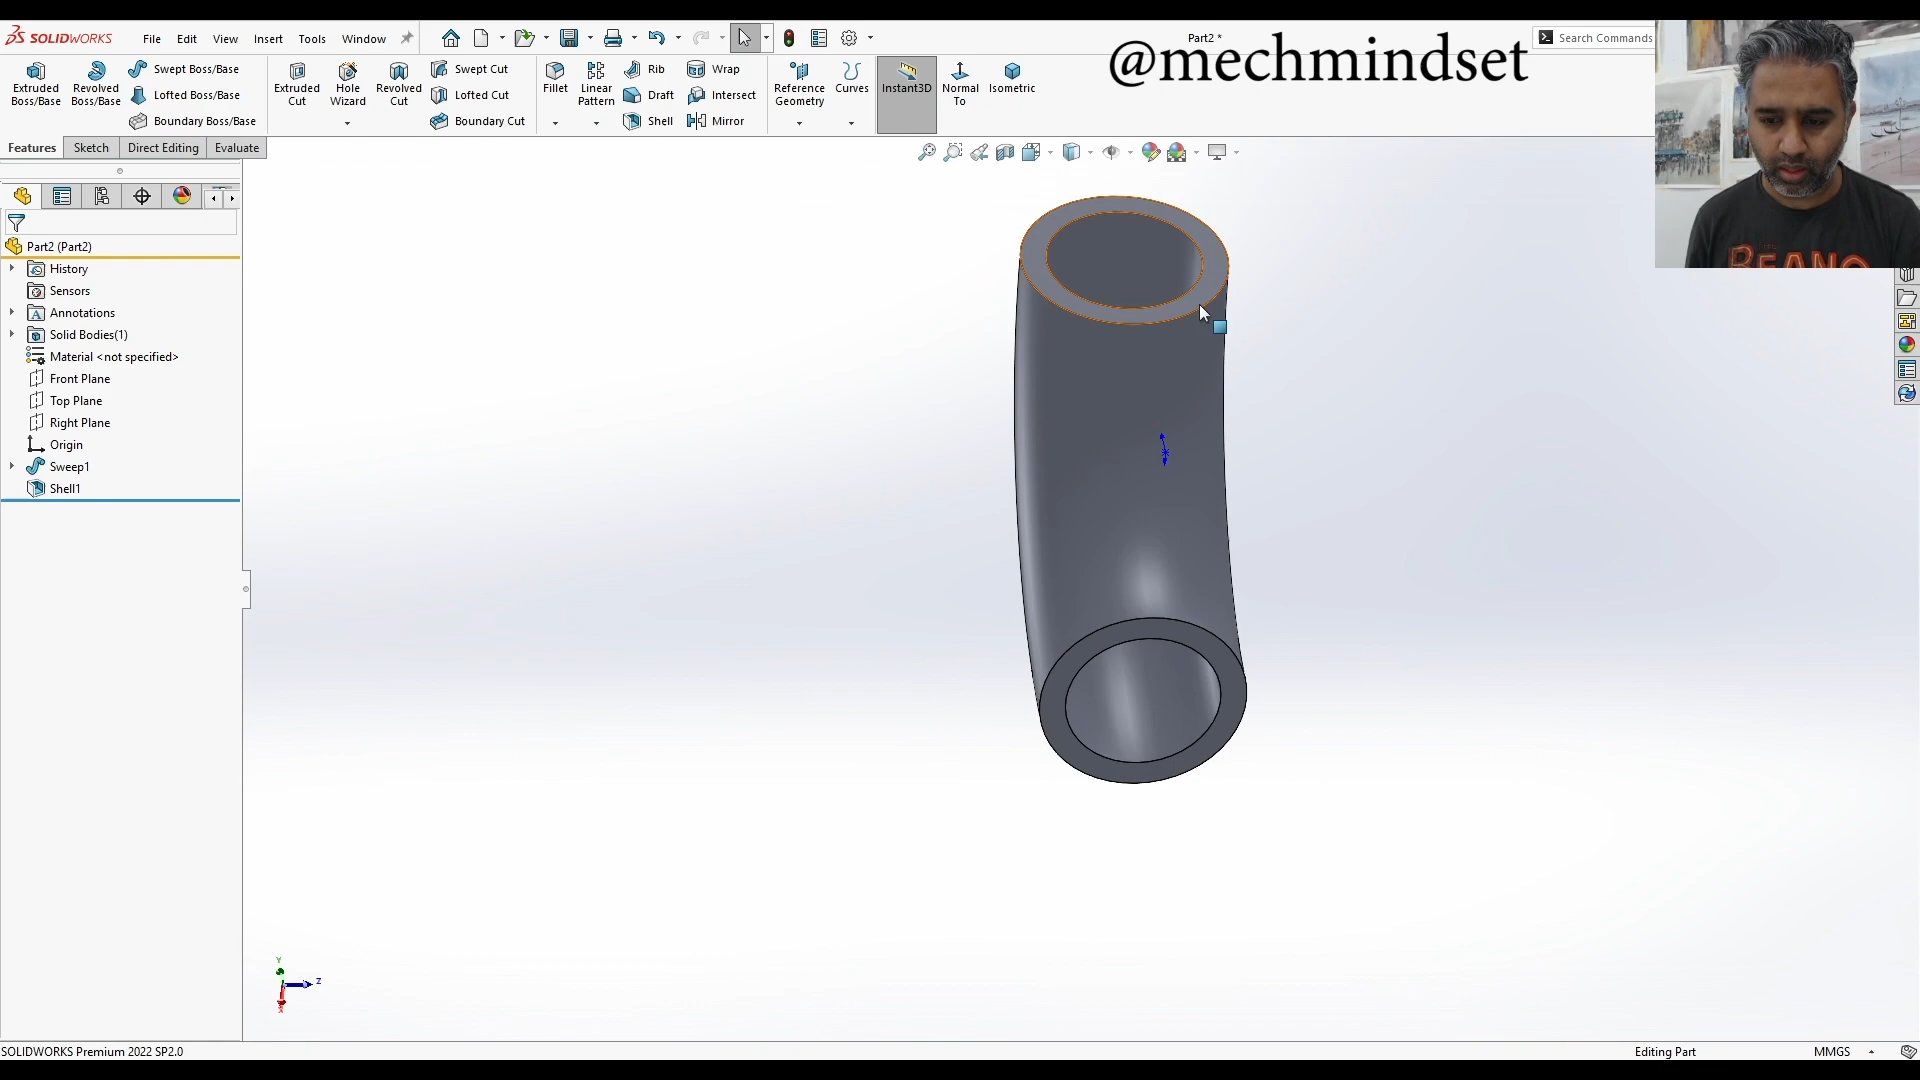 SOLIDWORKS
File Edit View Insert Tools Window
Part2 *
Search Commands
@mechmindset
Extruded Boss/Base
Revolved Boss/Base
Swept Boss/Base
Lofted Boss/Base
Boundary Boss/Base
Extruded Cut
Hole Wizard
Revolved Cut
Swept Cut
Lofted Cut
Boundary Cut
Fillet
Linear Pattern
Rib
Draft
Shell
Wrap
Intersect
Mirror
Reference Geometry
Curves
Instant3D
Normal To
Isometric
Features Sketch Direct Editing Evaluate
Part2 (Part2)
History
Sensors
A Annotations
Solid Bodies(1)
Material <not specified>
Front Plane
Top Plane
Right Plane
Origin
Sweep1
Shell1
Y
Z
X
SOLIDWORKS Premium 2022 SP2.0
Editing Part
MMGS